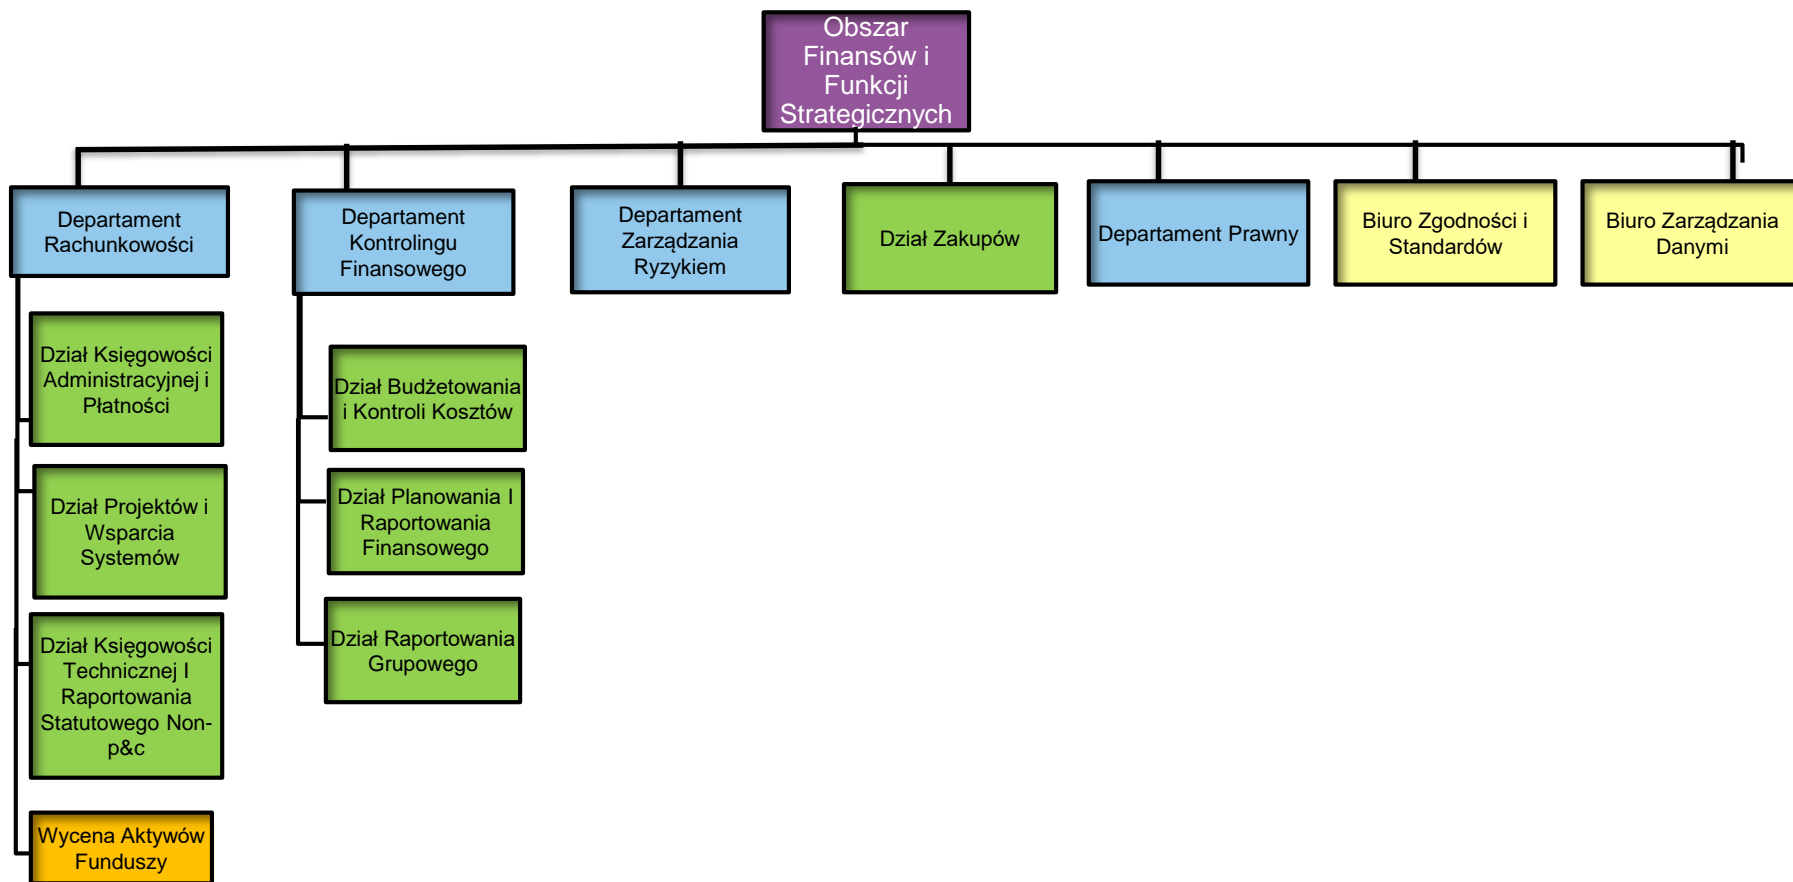 Obszar
Finansów i
Funkcji
Strategicznych
Departament
Rachunkowości
Departament
Kontrolingu
Finansowego
Departament
Zarządzania
Ryzykiem
Dział Zakupów
Departament Prawny
Biuro Zgodności i
Standardów
Biuro Zarządzania
Danymi
Dział Księgowości
Administracyjnej i
Płatności
Dział Projektów i
Wsparcia
Systemów
Dział Księgowości
Technicznej I
Raportowania
Statutowego Non-
p&c
Wycena Aktywów
Funduszy
Dział Budżetowania
i Kontroli Kosztów
Dział Planowania I
Raportowania
Finansowego
Dział Raportowania
Grupowego